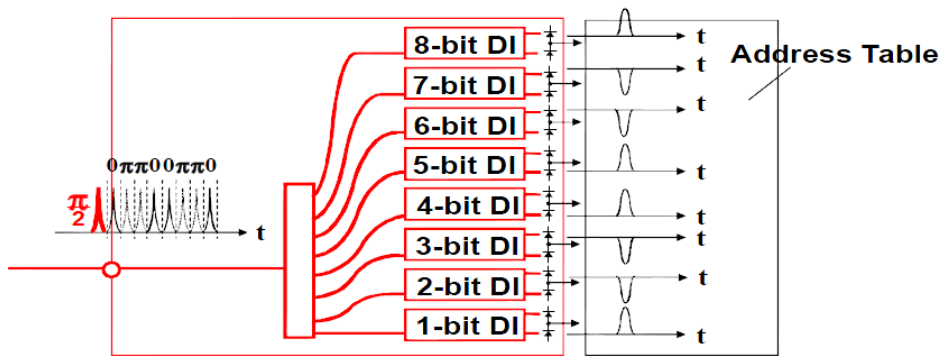 8-bit DI
t
Address Table
7-bit DI
t
6-bit DI
t
0ππ00ππ0
5-bit DI
t
π
2
t
4-bit DI
t
3-bit DI
t
2-bit DI
t
1-bit DI
t